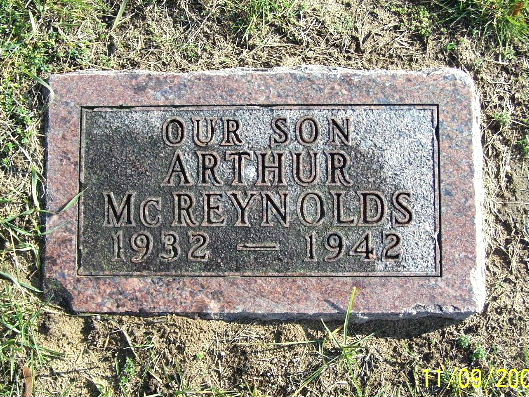 OUR SON
ARTHUR
McREYNOLDS
1932 — 1942